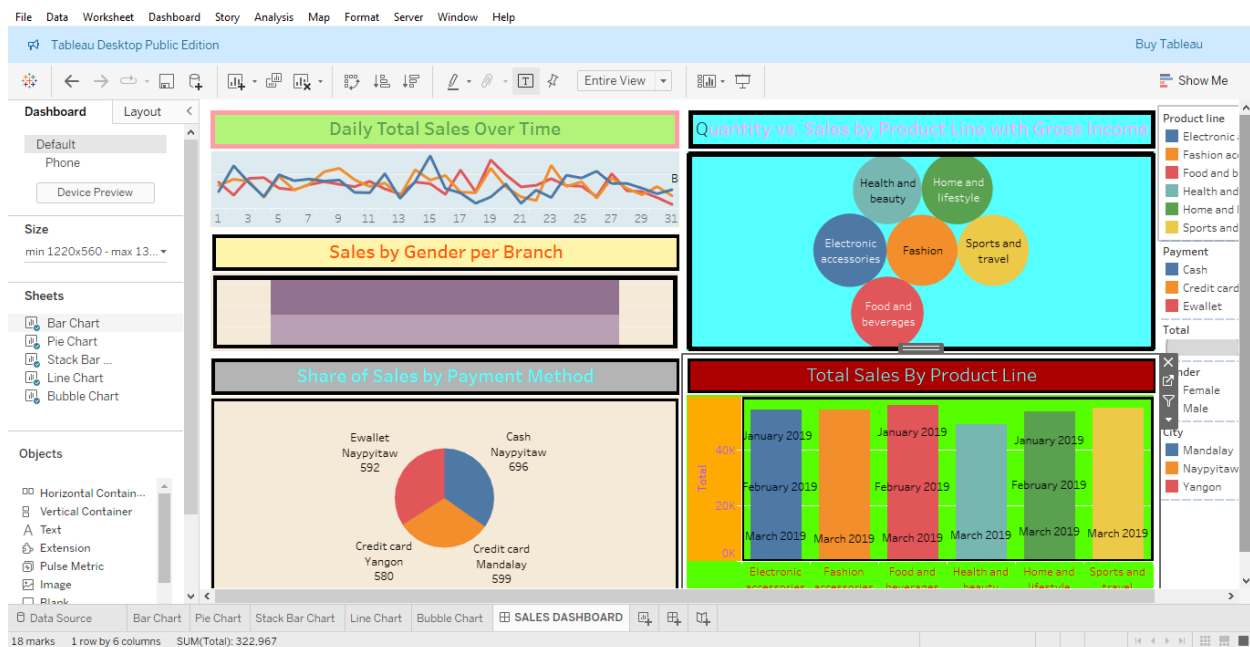 File Data Worksheet Dashboard Story Analysis Map Format Server Window Help
Tableau Desktop Public Edition
Buy Tableau
Entire View
Show Me
Dashboard Layout
Default
Phone
Device Preview
Size
min 1220x560 - max 13...
Sheets
Bar Chart
Pie Chart
Stack Bar ...
Line Chart
Bubble Chart
Objects
Horizontal Contain...
Vertical Container
Text
Extension
Pulse Metric
Image
Blank
Daily Total Sales Over Time
B
1 3 5 7 9 11 13 15 17 19 21 23 25 27 29 31
Sales by Gender per Branch
Share of Sales by Payment Method
Ewallet
Naypyitaw
592
Cash
Naypyitaw
696
Credit card
Yangon
580
Credit card
Mandalay
599
Quantity vs. Sales by Product Line with Gross Income
Health and
beauty
Home and
lifestyle
Electronic
accessories
Fashion
Sports and
travel
Food and
beverages
Total Sales By Product Line
Total
40K
20K
0K
January 2019 January 2019 January 2019
February 2019 February 2019 February 2019
March 2019 March 2019 March 2019 March 2019 March 2019 March 2019
Electronic Fashion Food and Health and Home and Sports and
accessories accessories beverages beauty lifestyle travel
Product line
Electronic
Fashion acc
Food and b
Health and
Home and l
Sports and
Payment
Cash
Credit card
Ewallet
Total
nder
Female
Male
City
Mandalay
Naypyitaw
Yangon
Data Source Bar Chart Pie Chart Stack Bar Chart Line Chart Bubble Chart SALES DASHBOARD
18 marks 1 row by 6 columns SUM(Total): 322,967